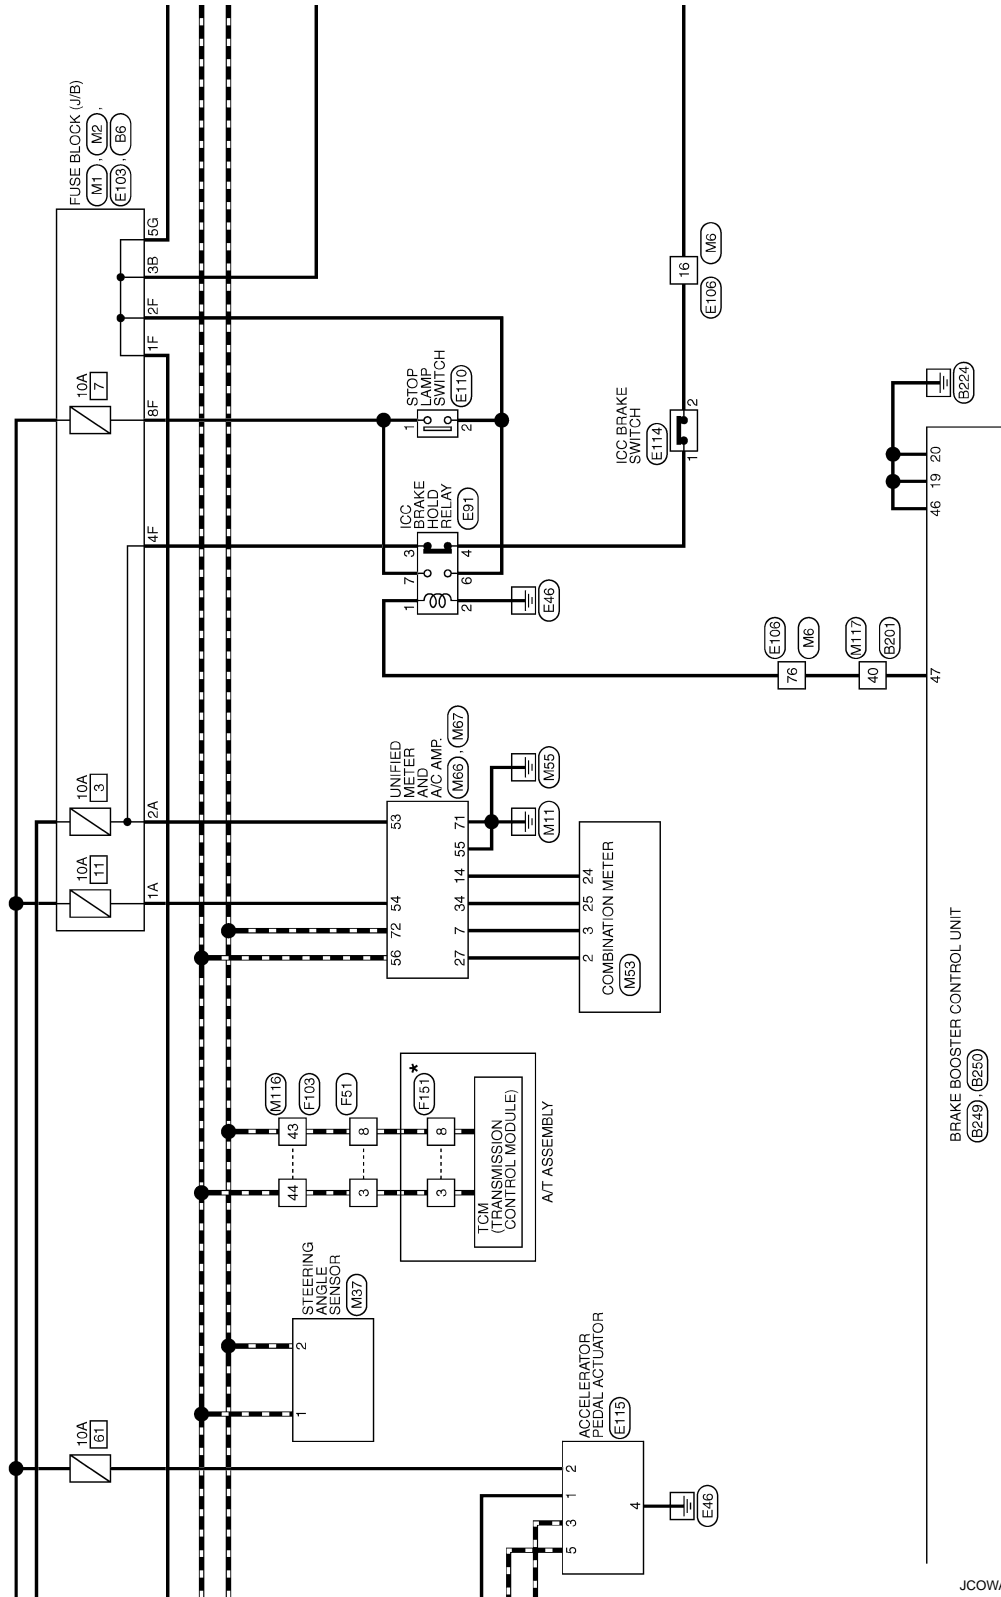 FUSE BLOCK (J/B)
M1 , M2 ,
E103 , B6
5G
3B
2F
1F
8F
4F
2A
1A
10A
7
10A
3
10A
11
10A
61
STOP
LAMP
SWITCH
E110
1
2
ICC
BRAKE
HOLD
RELAY
E91
3
4
7
6
1
2
E46
ICC BRAKE
SWITCH
E114
2
1
16
M6
E106
B224
20
19
46
47
E106
M6
76
M117
B201
40
UNIFIED
METER
AND
A/C AMP.
M66 , M67
53
54
72
56
71
55
14
34
7
27
M55
M11
24
25
3
2
COMBINATION METER
M53
BRAKE BOOSTER CONTROL UNIT
B249 , B250
M116
F103
F51
*
F151
43
8
8
44
3
3
TCM
(TRANSMISSION
CONTROL MODULE)
A/T ASSEMBLY
STEERING
ANGLE
SENSOR
M37
2
1
ACCELERATOR
PEDAL ACTUATOR
E115
2
1
3
5
4
E46
JCOWA